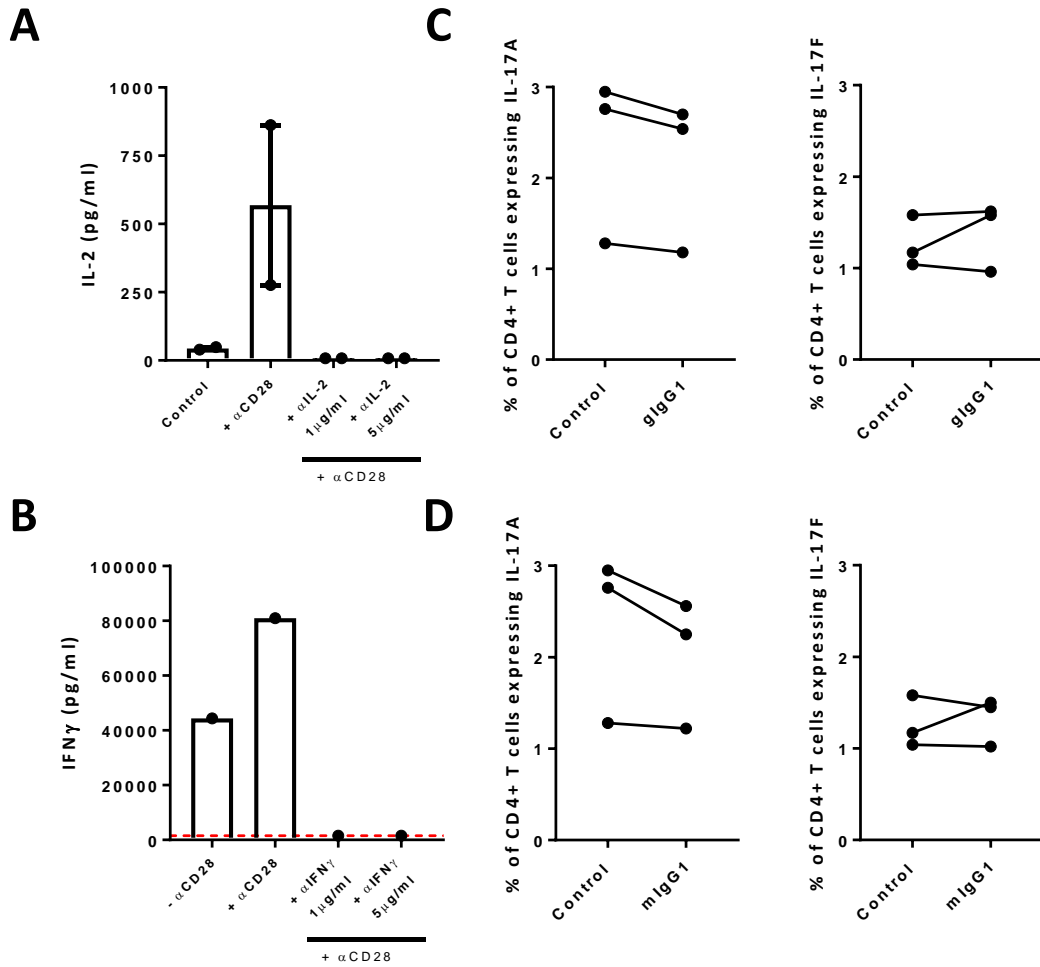 A
IL-2 (pg/ml)
1000
750
500
250
0
Control
+ αCD28
+ αIL-2
1μg/ml
+ αIL-2
5μg/ml
+ αCD28
C
% of CD4+ T cells expressing IL-17A
3
2
1
0
Control
gIgG1
% of CD4+ T cells expressing IL-17F
3
2
1
0
Control
gIgG1
B
IFNγ (pg/ml)
100000
80000
60000
40000
20000
0
- αCD28
+ αCD28
+ αIFNγ
1μg/ml
+ αIFNγ
5μg/ml
+ αCD28
D
% of CD4+ T cells expressing IL-17A
3
2
1
0
Control
mIgG1
% of CD4+ T cells expressing IL-17F
3
2
1
0
Control
mIgG1